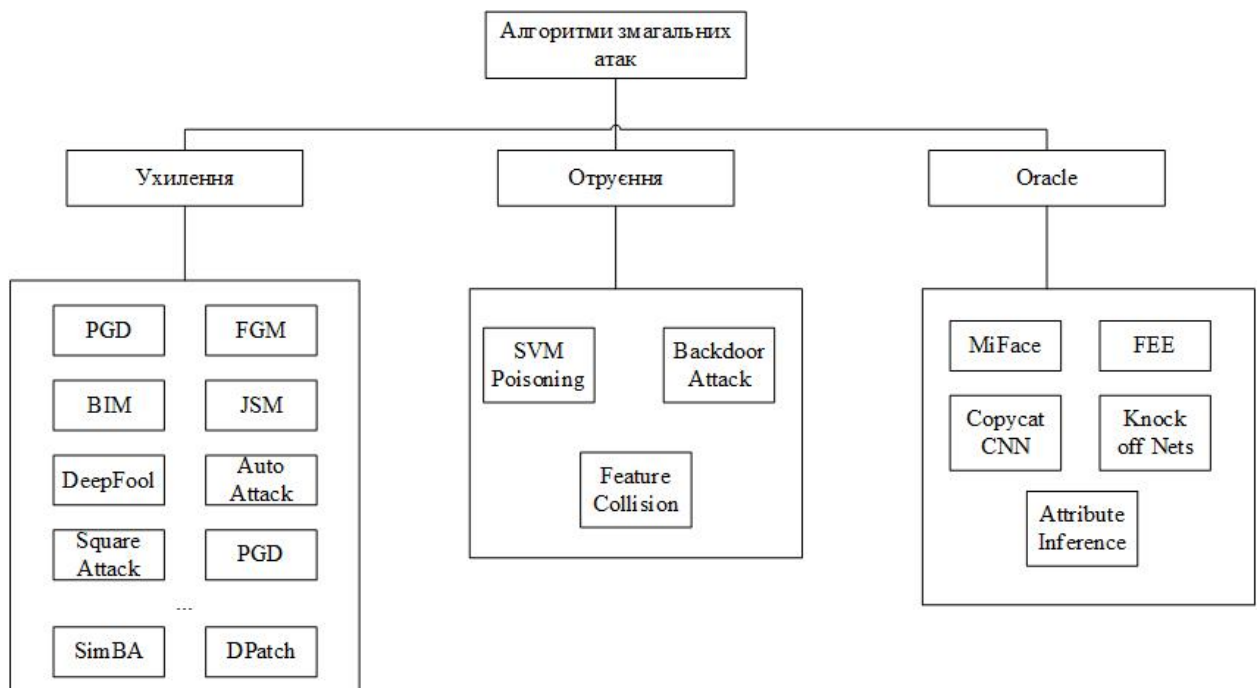 Алгоритми змагальних
атак
Ухилення
Отруєння
Oracle
PGD
FGM
BIM
JSM
DeepFool
Auto
Attack
Square
Attack
PGD
...
SimBA
DPatch
SVM
Poisoning
Backdoor
Attack
Feature
Collision
MiFace
FEE
Copycat
CNN
Knock
off Nets
Attribute
Inference